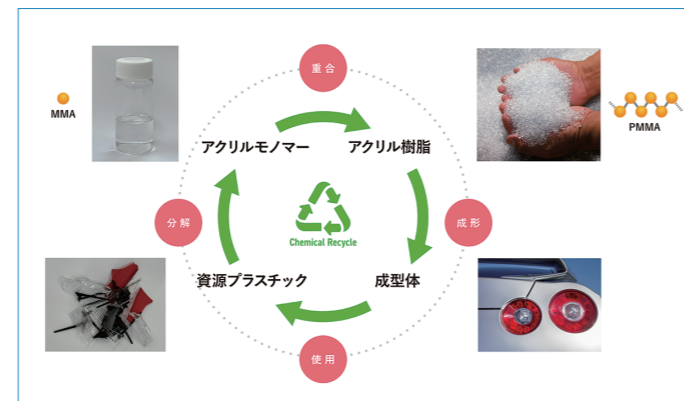 重合
MMA
PMMA
アクリルモノマー
アクリル樹脂
分解
成形
Chemical Recycle
資源プラスチック
成型体
使用